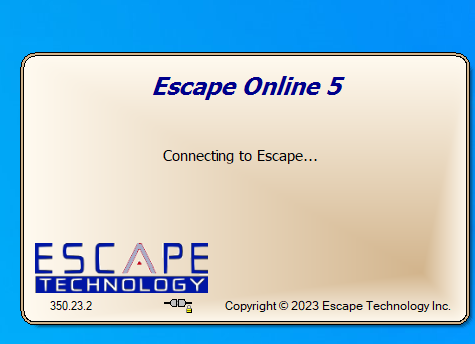 Escape Online 5
Connecting to Escape...
ESCAPE
TECHNOLOGY
350.23.2
Copyright © 2023 Escape Technology Inc.